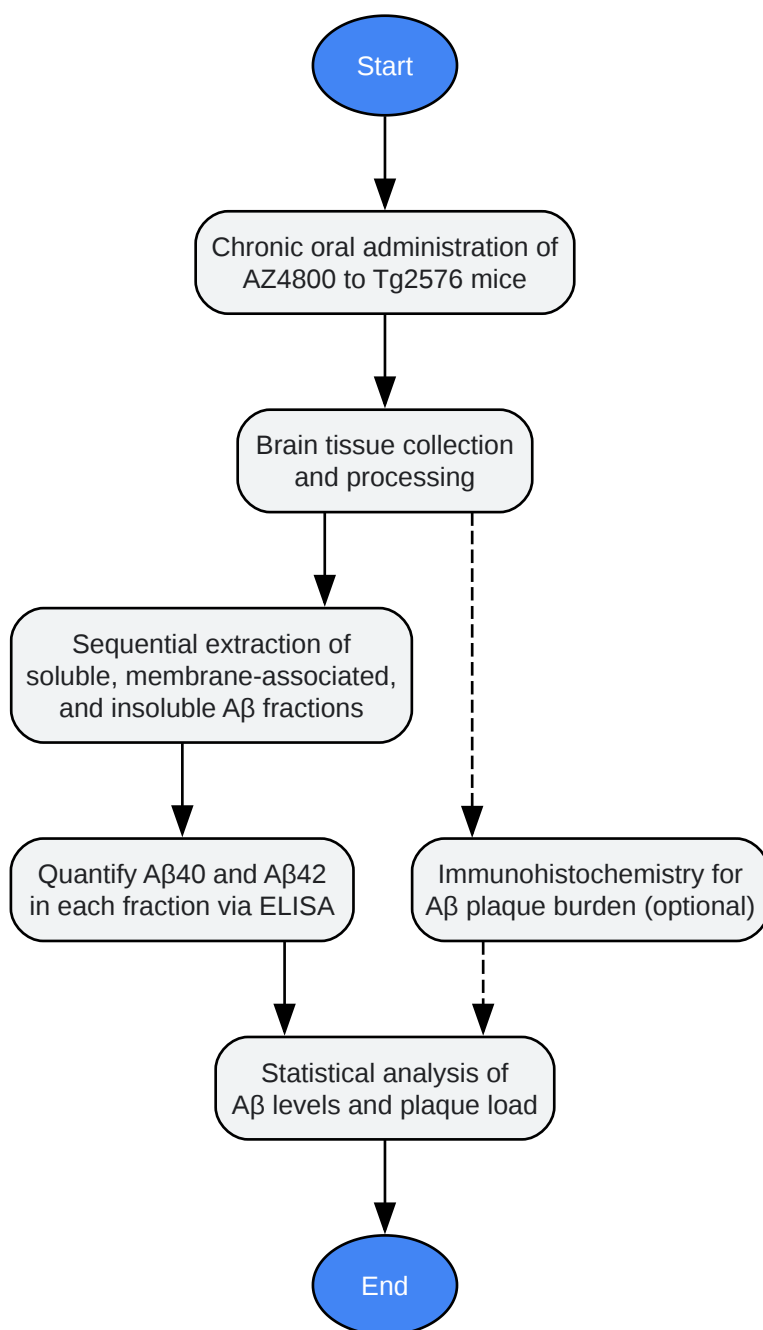 Start
Chronic oral administration of
AZ4800 to Tg2576 mice
Brain tissue collection
and processing
Sequential extraction of
soluble, membrane-associated,
and insoluble Aβ fractions
Quantify Aβ40 and Aβ42
in each fraction via ELISA
Immunohistochemistry for
Aβ plaque burden (optional)
Statistical analysis of
Aβ levels and plaque load
End